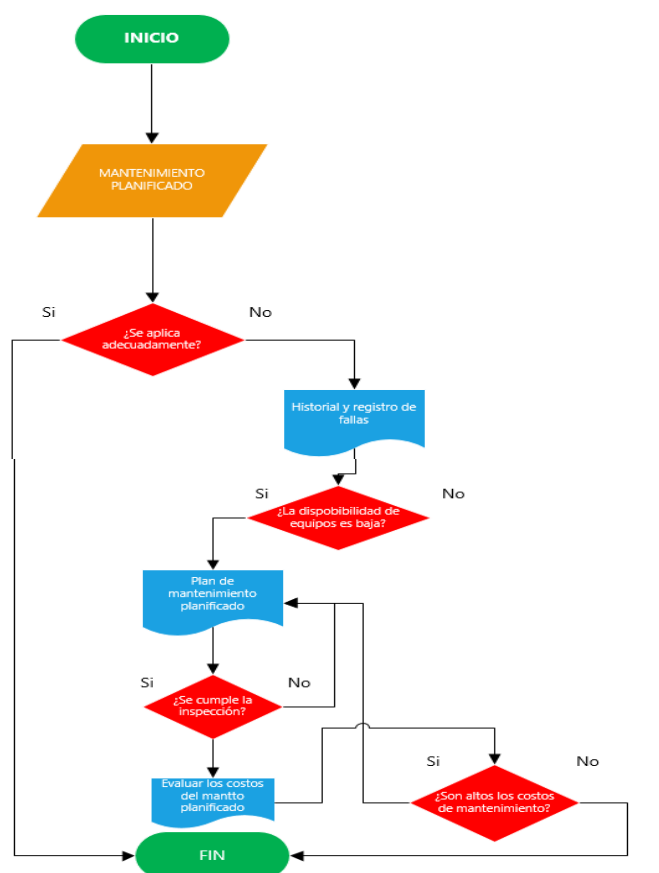 INICIO
MANTENIMIENTO
PLANIFICADO
Si
No
¿Se aplica
adecuadamente?
Historial y registro de
fallas
Si
No
¿La dispobibilidad de
equipos es baja?
Plan de
mantenimiento
planificado
Si
No
¿Se cumple la
inspección?
Si
No
Evaluar los costos
del mantto
planificado
¿Son altos los costos
de mantenimiento?
FIN